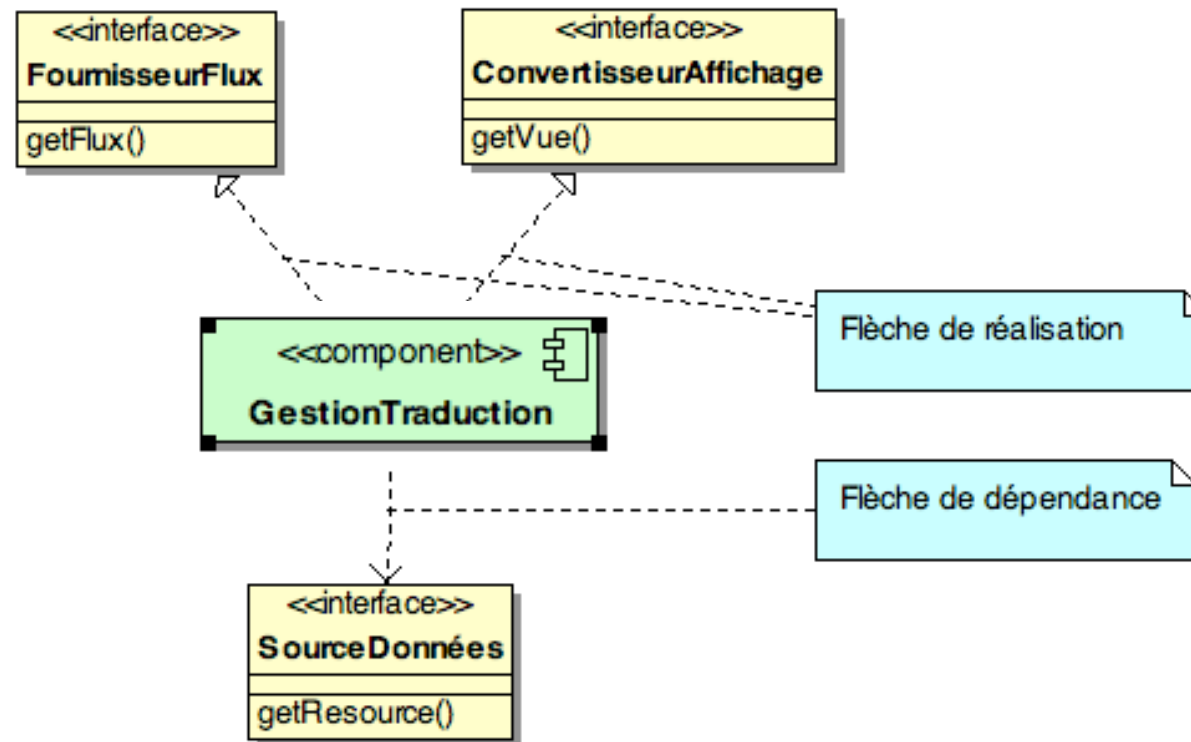 <<interface>>
FournisseurFlux
getFlux()
<<interface>>
ConvertisseurAffichage
getVue()
Flèche de réalisation
<<component>>
GestionTraduction
Flèche de dépendance
<<interface>>
SourceDonnées
getResource()